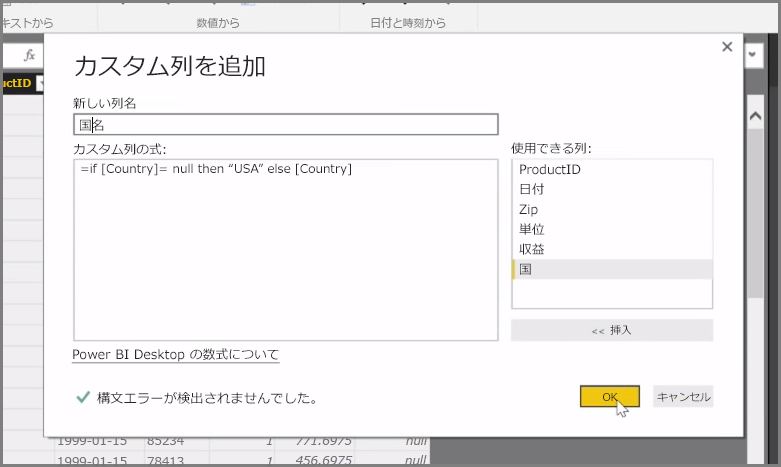 キストから
数値から
日付と時刻から
fx
uctID
カスタム列を追加
新しい列名
国名
カスタム列の式:
=if [Country]= null then “USA” else [Country]
使用できる列:
ProductID
日付
Zip
単位
収益
国
<< 挿入
Power BI Desktop の数式について
構文エラーが検出されませんでした。
OK
キャンセル
1999-01-15 85234 1 771.6975 null
1999-01-15 78413 1 456.6975 null